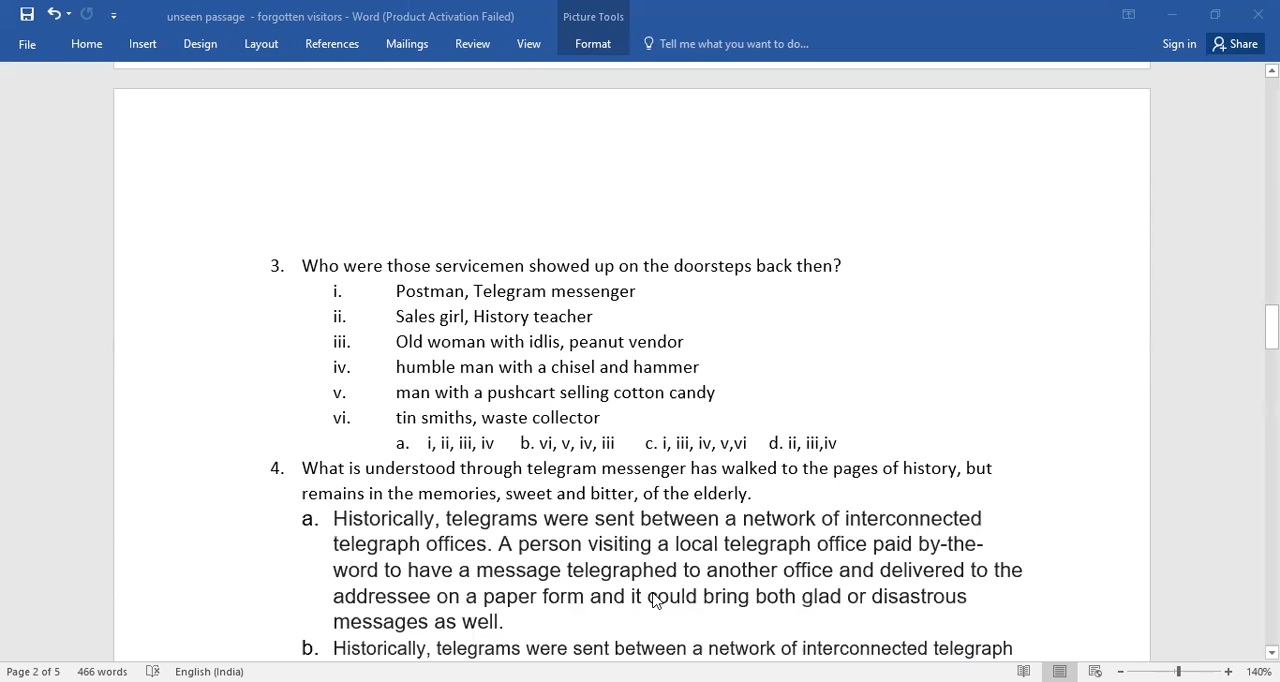 unseen passage - forgotten visitors - Word (Product Activation Failed)
Picture Tools
File Home Insert Design Layout References Mailings Review View Format Tell me what you want to do... Sign in Share
3. Who were those servicemen showed up on the doorsteps back then?
i. Postman, Telegram messenger
ii. Sales girl, History teacher
iii. Old woman with idlis, peanut vendor
iv. humble man with a chisel and hammer
v. man with a pushcart selling cotton candy
vi. tin smiths, waste collector
a. i, ii, iii, iv b. vi, v, iv, iii c. i, iii, iv, v,vi d. ii, iii,iv
4. What is understood through telegram messenger has walked to the pages of history, but
remains in the memories, sweet and bitter, of the elderly.
a. Historically, telegrams were sent between a network of interconnected
telegraph offices. A person visiting a local telegraph office paid by-the-
word to have a message telegraphed to another office and delivered to the
addressee on a paper form and it could bring both glad or disastrous
messages as well.
b. Historically, telegrams were sent between a network of interconnected telegraph
Page 2 of 5 466 words English (India) 140%